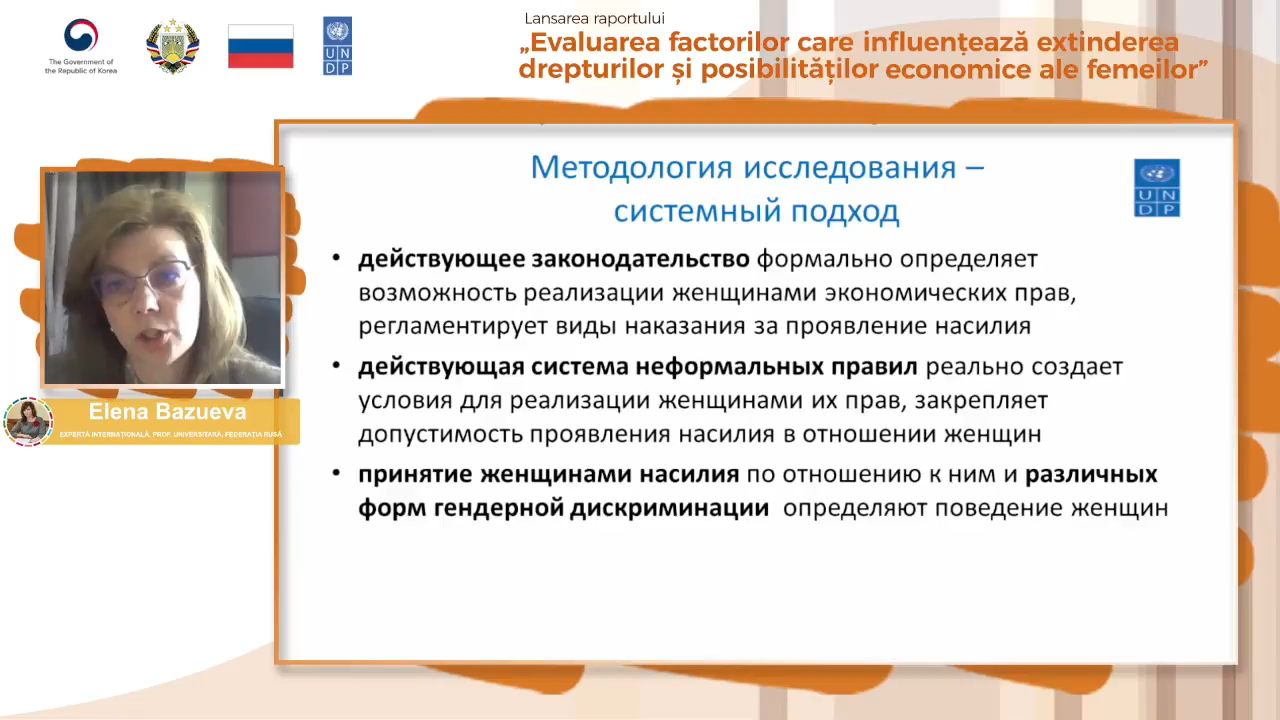 The Government of
the Republic of Korea
U N
D P
Lansarea raportului
„Evaluarea factorilor care influențează extinderea
drepturilor și posibilităților economice ale femeilor”
Методология исследования –
системный подход
U N
D P
• действующее законодательство формально определяет
возможность реализации женщинами экономических прав,
регламентирует виды наказания за проявление насилия
• действующая система неформальных правил реально создает
условия для реализации женщинами их прав, закрепляет
допустимость проявления насилия в отношении женщин
• принятие женщинами насилия по отношению к ним и различных
форм гендерной дискриминации определяют поведение женщин
Elena Bazueva
EXPERTĂ INTERNAȚIONALĂ, PROF. UNIVERSITARĂ, FEDERAȚIA RUSĂ